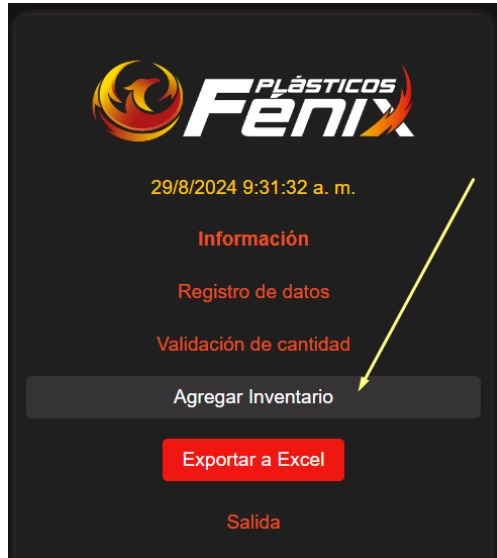 PLÁSTICOS
Fénix
29/8/2024 9:31:32 a. m.
Información
Registro de datos
Validación de cantidad
Agregar Inventario
Exportar a Excel
Salida